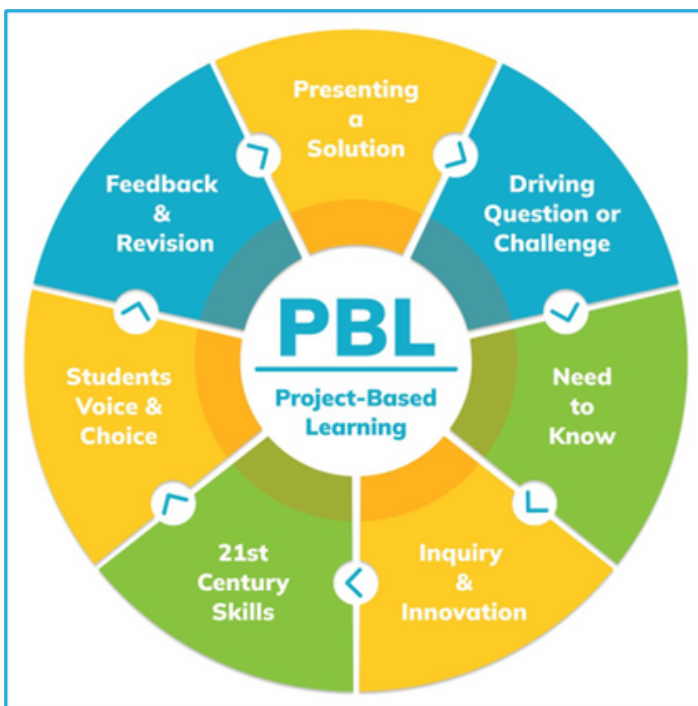 Presenting
a
Solution
Driving
Question or
Challenge
Need
to
Know
Inquiry
&
Innovation
21st
Century
Skills
Students
Voice &
Choice
Feedback
&
Revision
PBL
Project-Based
Learning